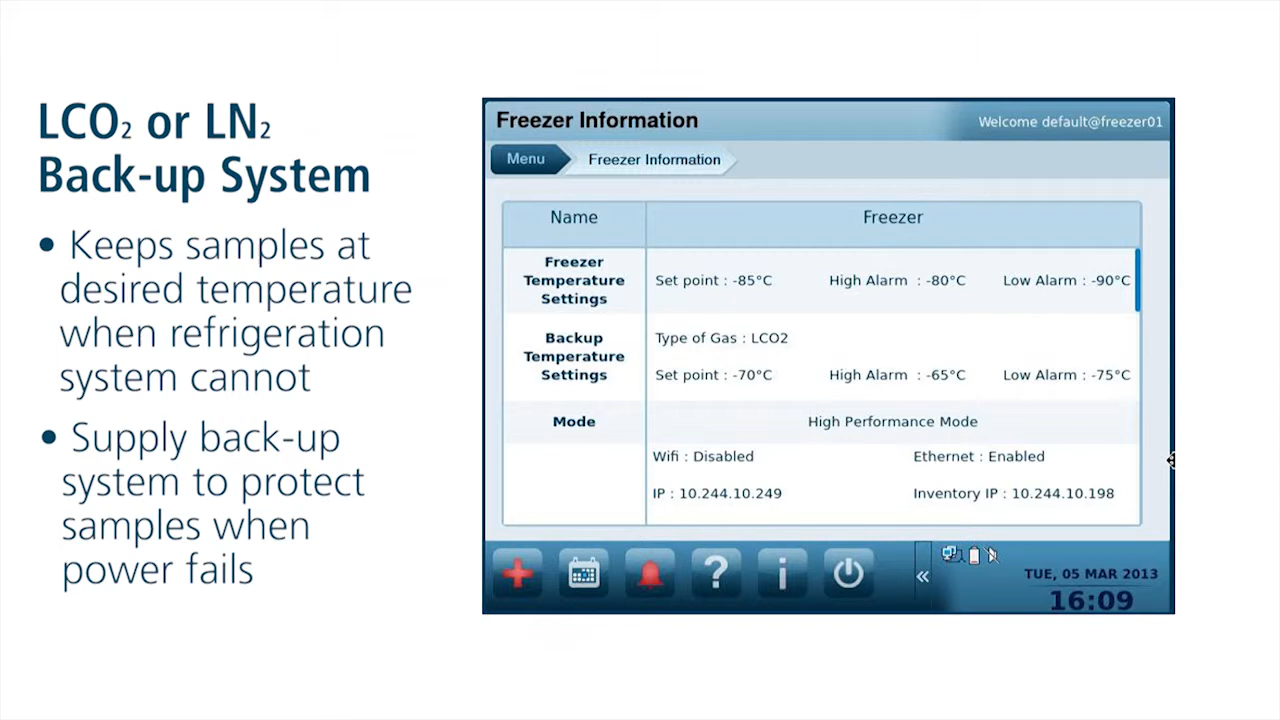 LCO₂ or LN₂
Back-up System
• Keeps samples at
desired temperature
when refrigeration
system cannot
• Supply back-up
system to protect
samples when
power fails
Freezer Information
Welcome default@freezer01
Menu
Freezer Information
Name
Freezer
Freezer
Temperature
Settings
Set point : -85°C High Alarm : -80°C Low Alarm : -90°C
Backup
Temperature
Settings
Type of Gas : LCO2
Set point : -70°C High Alarm : -65°C Low Alarm : -75°C
Mode
High Performance Mode
Wifi : Disabled Ethernet : Enabled
IP : 10.244.10.249 Inventory IP : 10.244.10.198
? i «
TUE, 05 MAR 2013
16:09